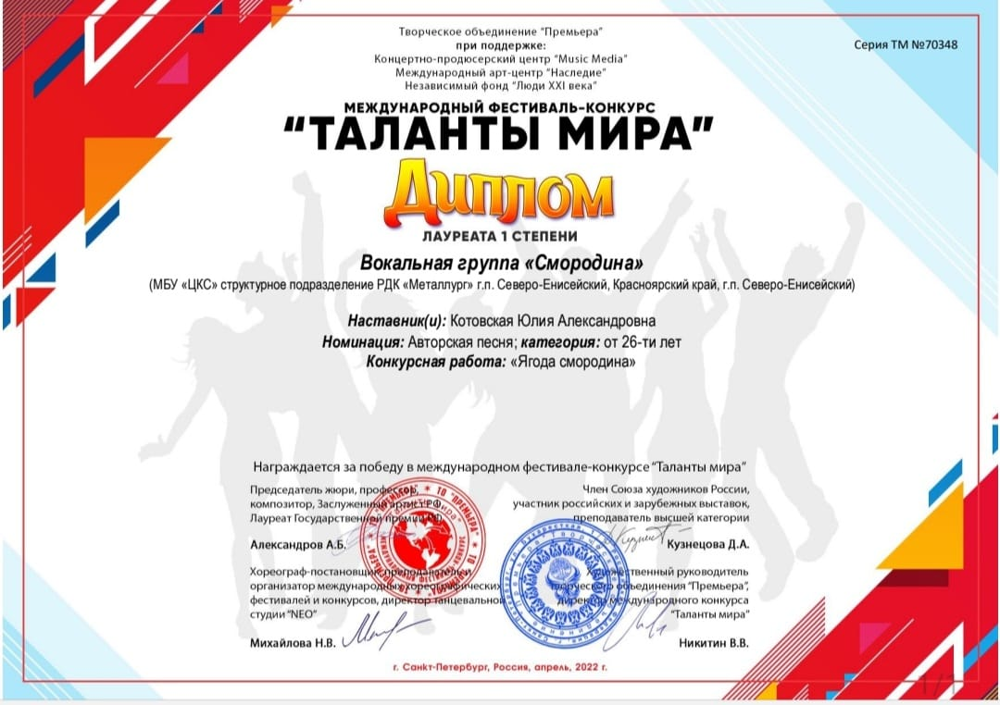 Творческое объединение "Премьера"
при поддержке:
Концертно-продюсерский центр "Music Media"
Международный арт-центр "Наследие"
Независимый фонд "Люди XXI века"
Серия ТМ №70348
МЕЖДУНАРОДНЫЙ ФЕСТИВАЛЬ-КОНКУРС
"ТАЛАНТЫ МИРА"
Диплом
ЛАУРЕАТА 1 СТЕПЕНИ
Вокальная группа «Смородина»
(МБУ «ЦКС» структурное подразделение РДК «Металлург» г.п. Северо-Енисейский, Красноярский край, г.п. Северо-Енисейский)
Наставник(и): Котовская Юлия Александровна
Номинация: Авторская песня; категория: от 26-ти лет
Конкурсная работа: «Ягода смородина»
Награждается за победу в международном фестивале-конкурсе "Таланты мира"
Председатель жюри, профессор,
композитор, Заслуженный артист РФ,
Лауреат Государственной премии РФ
Александров А.Б.
Член Союза художников России,
участник российских и зарубежных выставок,
преподаватель высшей категории
Кузнецова Д.А.
Хореограф-постановщик, преподаватель и
организатор международных хореографических
фестивалей и конкурсов, директор танцевальной
студии "NEO"
Михайлова Н.В.
Художественный руководитель
творческого объединения "Премьера",
директор международного конкурса
"Таланты мира"
Никитин В.В.
г. Санкт-Петербург, Россия, апрель, 2022 г.
1/1